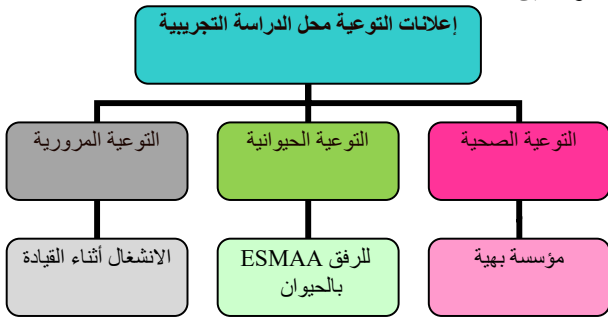 إعلانات التوعية محل الدراسة التجريبية
التوعية الصحية
التوعية الحيوانية
التوعية المرورية
مؤسسة بهية
ESMAA للرفق
بالحيوان
الانشغال أثناء القيادة